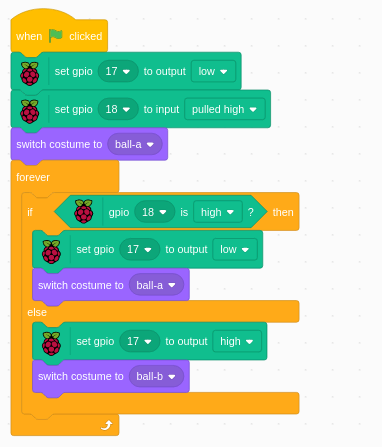 when clicked
set gpio 17 to output low
set gpio 18 to input pulled high
switch costume to ball-a
forever
if gpio 18 is high ? then
set gpio 17 to output low
switch costume to ball-a
else
set gpio 17 to output high
switch costume to ball-b